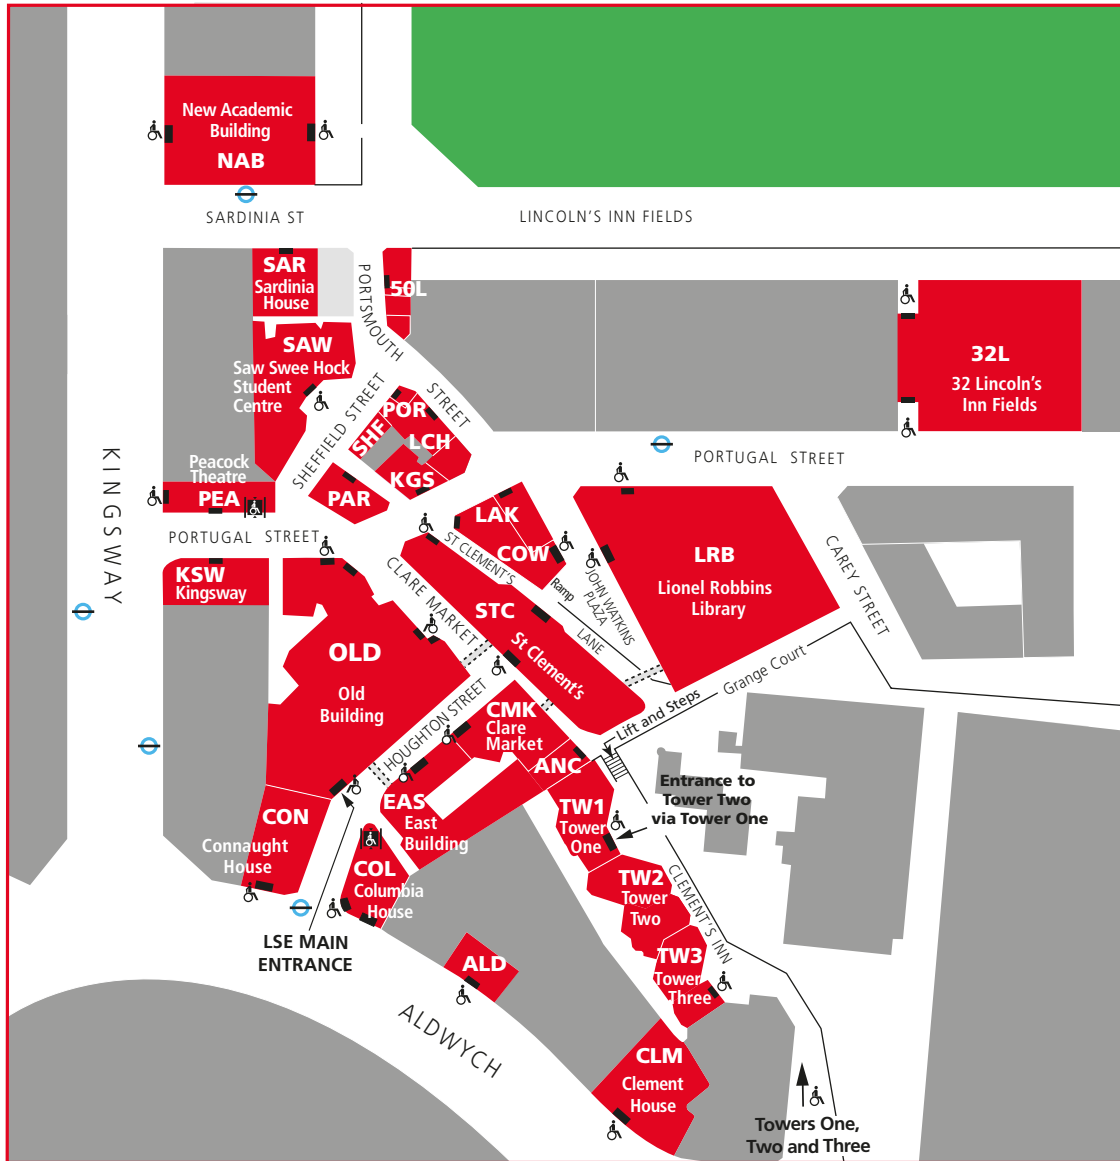 New Academic
Building
NAB
SARDINIA ST
LINCOLN'S INN FIELDS
SAR
Sardinia
House
PORTSMOUTH
STREET
50L
SAW
Saw Swee Hock
Student
Centre
32L
32 Lincoln's
Inn Fields
SHEFFIELD STREET
POR
SHF
LCH
KGS
PORTUGAL STREET
KINGSWAY
Peacock
Theatre
PEA
PAR
PORTUGAL STREET
LAK
COW
ST CLEMENT'S
LANE
Ramp
JOHN WATKINS
PLAZA
LRB
Lionel Robbins
Library
CAREY STREET
KSW
Kingsway
CLARE MARKET
STC
St Clement's
OLD
Old
Building
HOUGHTON STREET
CMK
Clare
Market
ANC
Lift and Steps
Grange Court
Entrance to
Tower Two
via Tower One
EAS
East
Building
TW1
Tower
One
CON
Connaught
House
COL
Columbia
House
TW2
Tower
Two
CLEMENT'S INN
LSE MAIN
ENTRANCE
ALD
TW3
Tower
Three
ALDWYCH
CLM
Clement
House
Towers One,
Two and Three